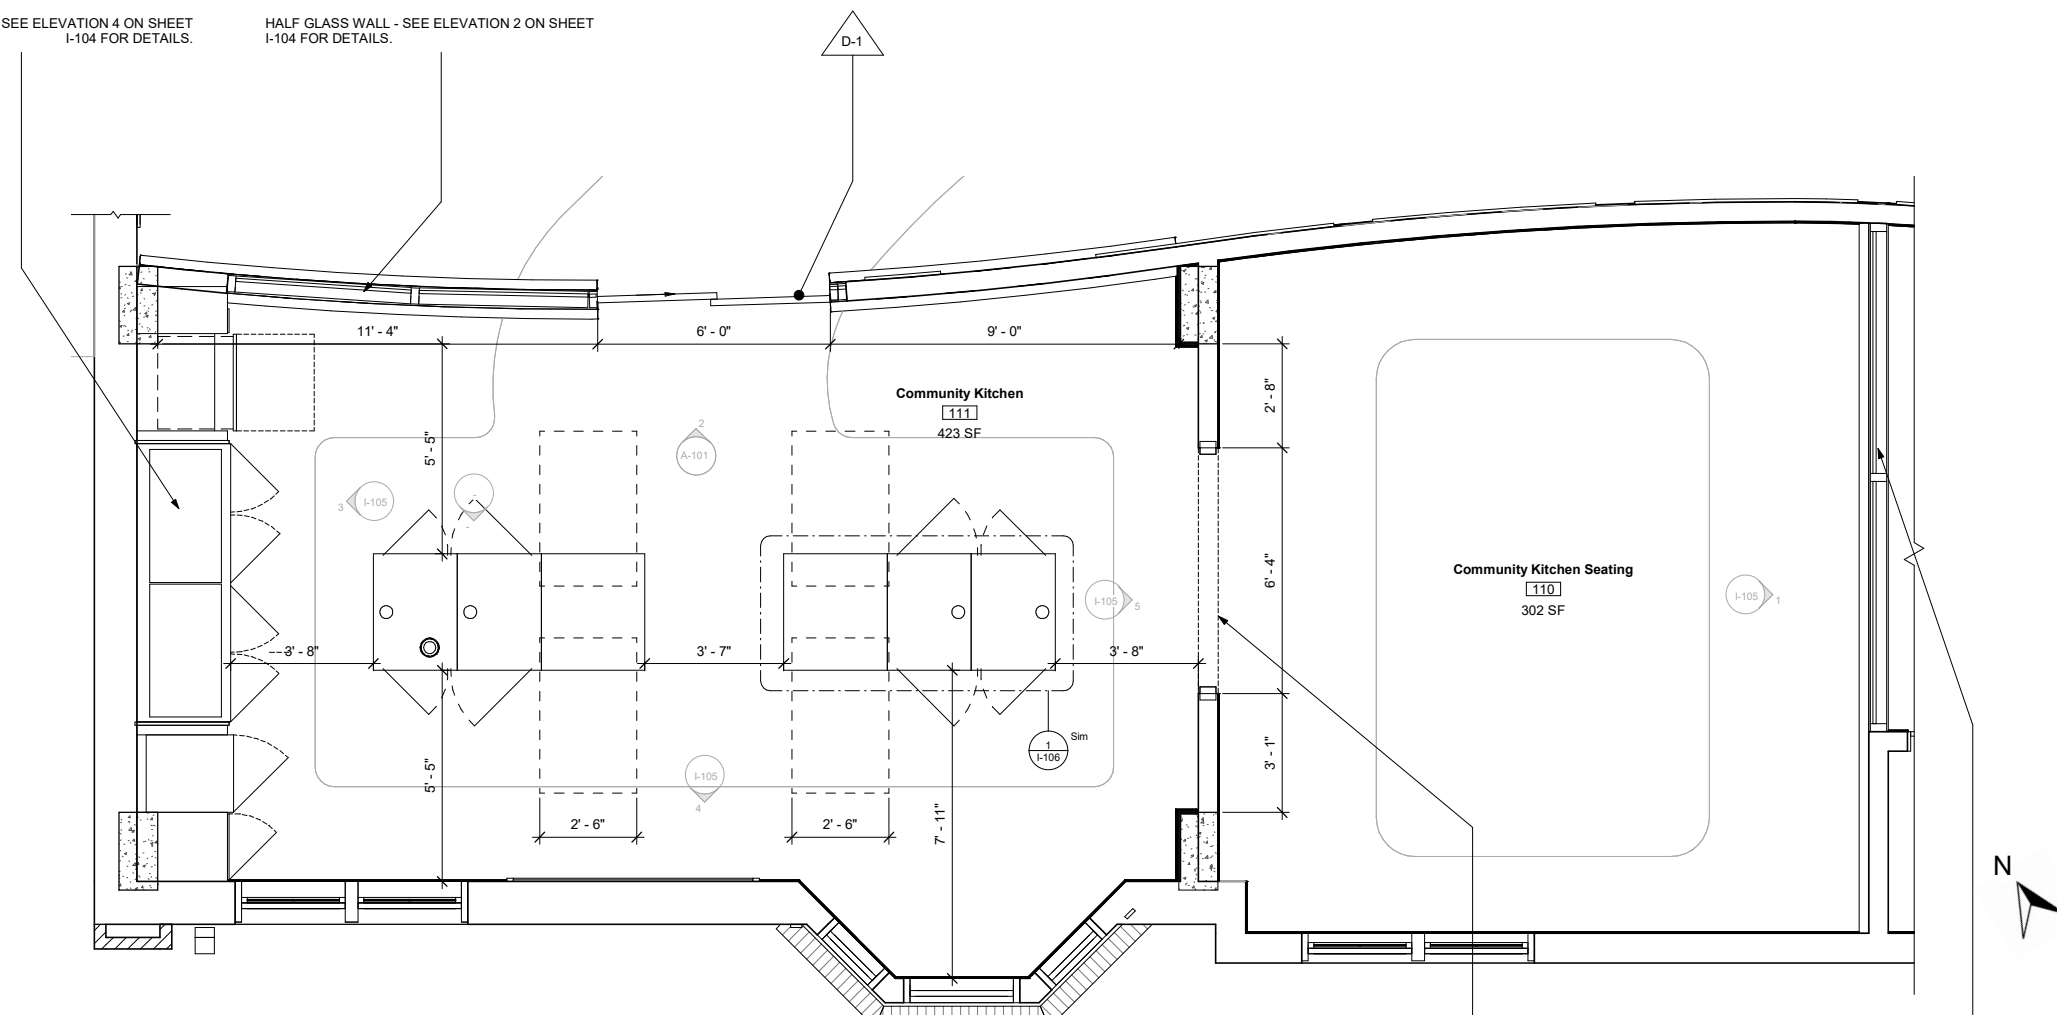 SEE ELEVATION 4 ON SHEET
I-104 FOR DETAILS.
HALF GLASS WALL - SEE ELEVATION 2 ON SHEET
I-104 FOR DETAILS.
D-1
11' - 4"
6' - 0"
9' - 0"
Community Kitchen
111
423 SF
2' - 8"
5' - 5"
2
A-101
3
I-105
-
-
6' - 4"
Community Kitchen Seating
110
302 SF
I-105
5
I-105
1
3' - 8"
3' - 7"
3' - 8"
1
I-106
Sim
3' - 1"
5' - 5"
I-105
4
2' - 6"
2' - 6"
7' - 11"
N